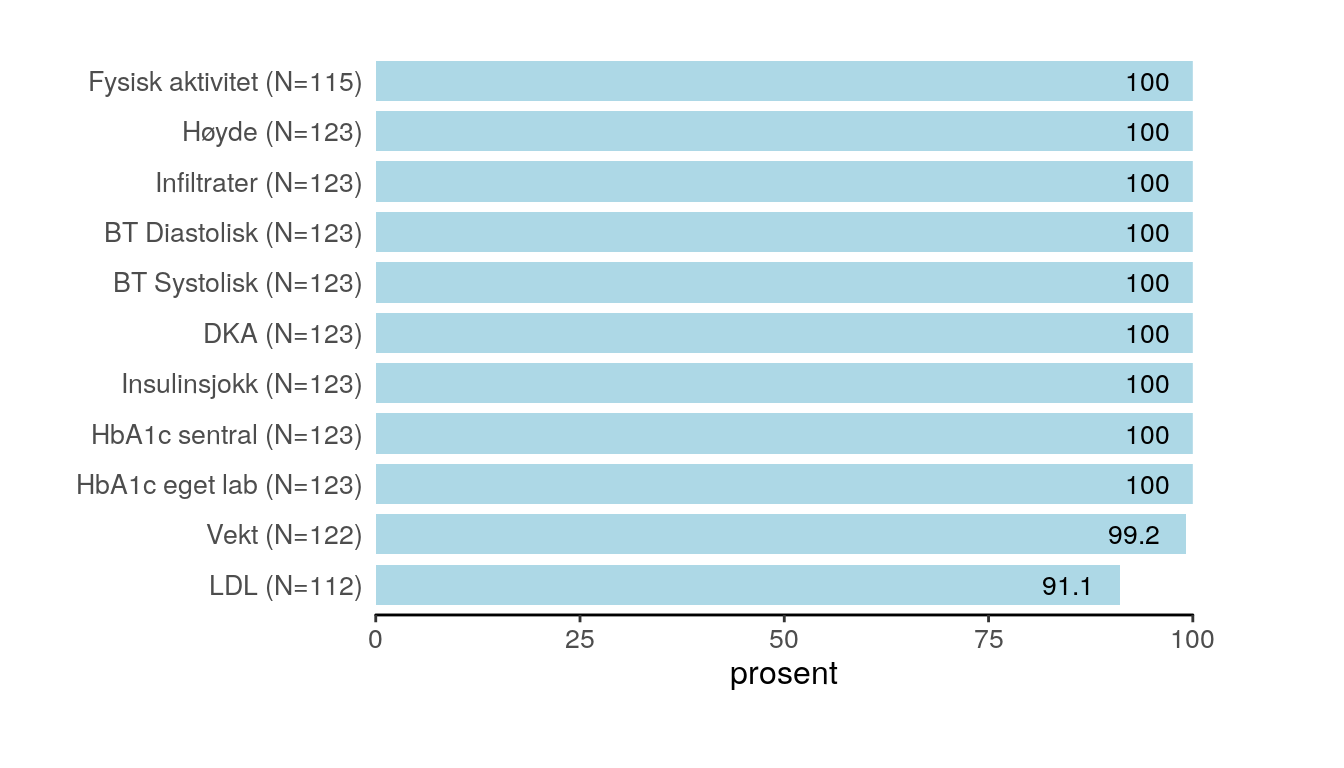 Fysisk aktivitet (N=115) 100
Høyde (N=123) 100
Infiltrater (N=123) 100
BT Diastolisk (N=123) 100
BT Systolisk (N=123) 100
DKA (N=123) 100
Insulinsjokk (N=123) 100
HbA1c sentral (N=123) 100
HbA1c eget lab (N=123) 100
Vekt (N=122) 99.2
LDL (N=112) 91.1
0 25 50 75 100
prosent